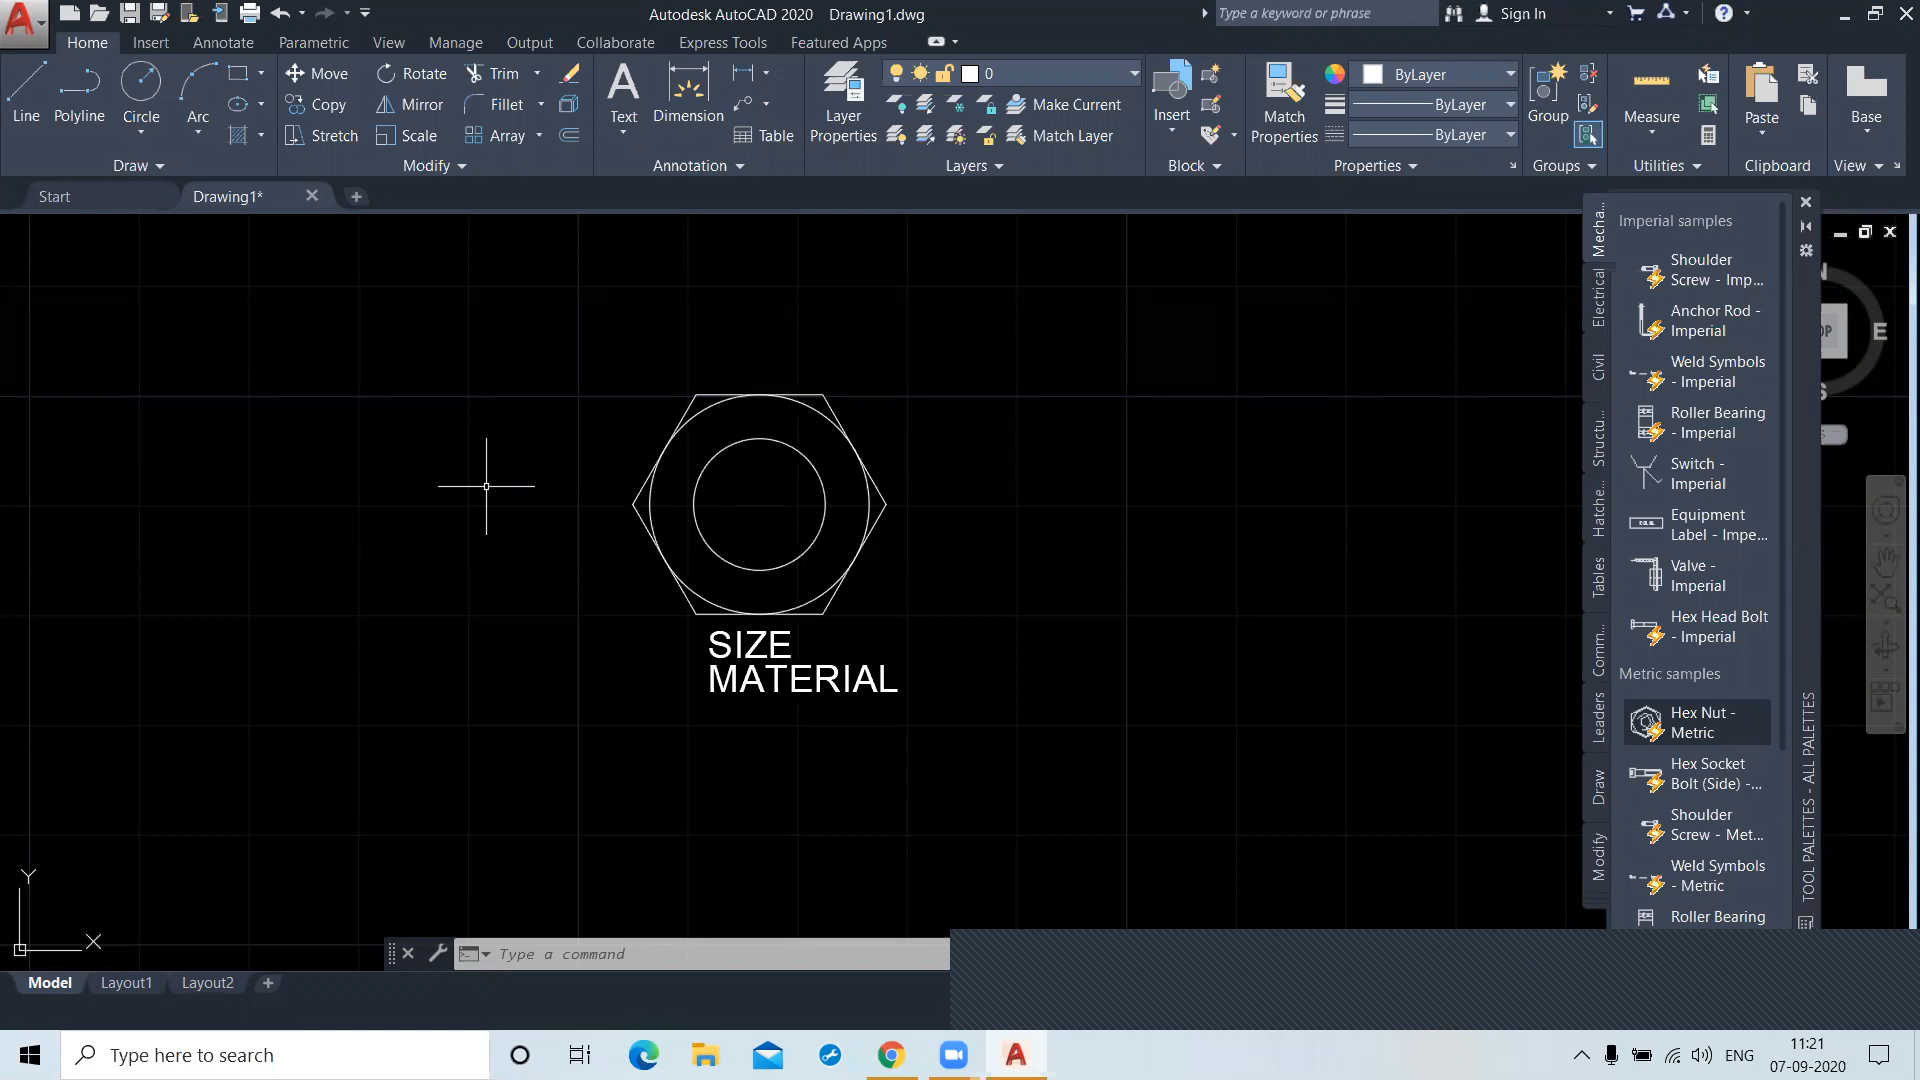 Autodesk AutoCAD 2020 Drawing1.dwg
Type a keyword or phrase
Sign In
Home Insert Annotate Parametric View Manage Output Collaborate Express Tools Featured Apps
Line
Polyline
Circle
Arc
Draw
Move
Rotate
Trim
Copy
Mirror
Fillet
Stretch
Scale
Array
Modify
Text
Dimension
Table
Annotation
Layer
Properties
0
Make Current
Match Layer
Layers
Insert
Block
Match
Properties
ByLayer
ByLayer
ByLayer
Properties
Group
Groups
Measure
Utilities
Paste
Clipboard
Base
View
Start
Drawing1*
SIZE
MATERIAL
Mecha...
Electrical
Civil
Structu...
Hatche...
Tables
Comm...
Leaders
Draw
Modify
Imperial samples
Shoulder
Screw - Imp...
Anchor Rod -
Imperial
Weld Symbols
- Imperial
Roller Bearing
- Imperial
Switch -
Imperial
Equipment
Label - Impe...
Valve -
Imperial
Hex Head Bolt
- Imperial
Metric samples
Hex Nut -
Metric
Hex Socket
Bolt (Side) -...
Shoulder
Screw - Met...
Weld Symbols
- Metric
Roller Bearing
TOOL PALETTES - ALL PALETTES
E
Y
X
Type a command
Model Layout1 Layout2
Type here to search
ENG
11:21
07-09-2020